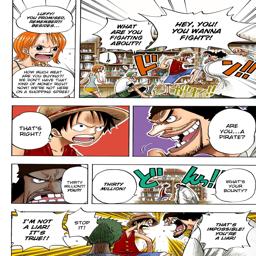 HEY, YOU!
YOU WANNA
FIGHT?!
WHAT
ARE YOU
FIGHTING
ABOUT?!
LUFFY!
YOU PROMISED,
REMEMBER?!
BESIDES...
HOW MUCH MEAT
ARE YOU BUYING?!
WE DON'T HAVE THAT
KIND OF MONEY RIGHT
NOW! WE'RE NOT HERE
ON A SHOPPING SPREE!
ARE
YOU...A
PIRATE?
THAT'S
RIGHT!
WHAT'S
YOUR
BOUNTY?
THIRTY
MILLION!
THIRTY
MILLION?!
YOU?!
THAT'S
IMPOSSIBLE!
YOU'RE A
LIAR!
STOP
IT!
I'M NOT
A LIAR!
IT'S
TRUE!!